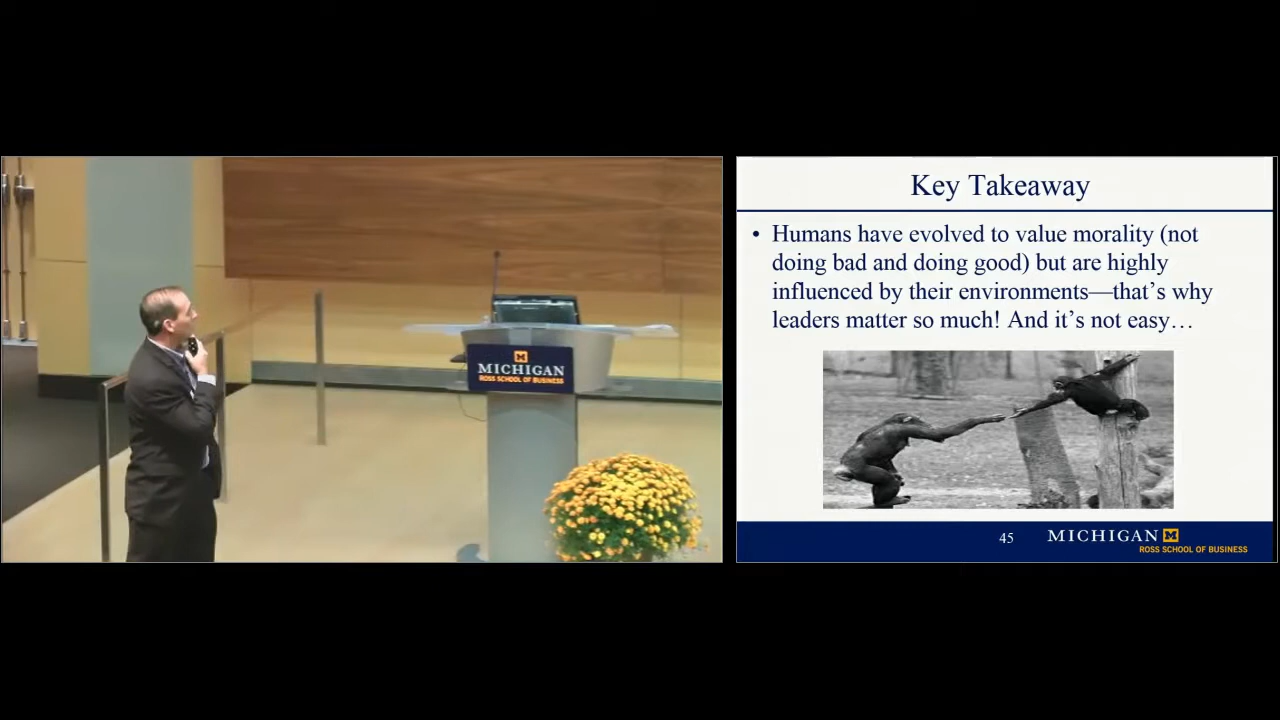 MICHIGAN
ROSS SCHOOL OF BUSINESS
Key Takeaway
• Humans have evolved to value morality (not
doing bad and doing good) but are highly
influenced by their environments—that’s why
leaders matter so much! And it’s not easy…
45 MICHIGAN
ROSS SCHOOL OF BUSINESS